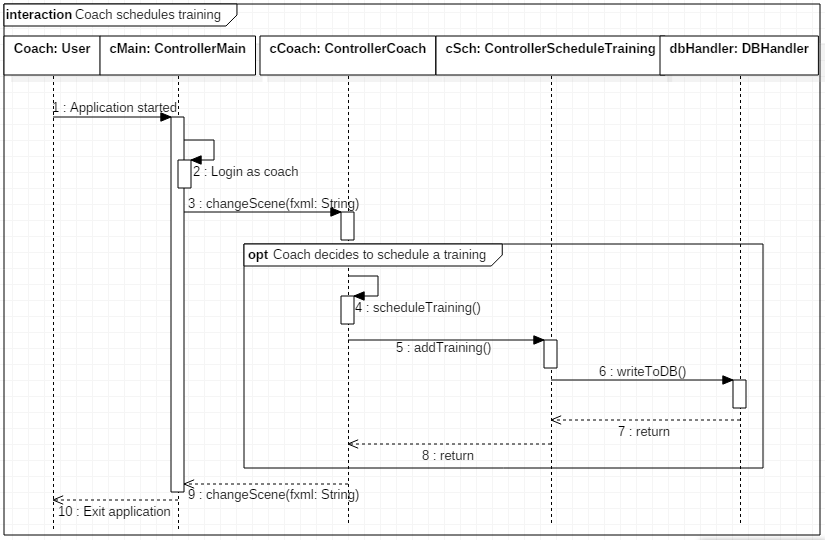 interaction Coach schedules training
Coach: User
cMain: ControllerMain
cCoach: ControllerCoach
cSch: ControllerScheduleTraining
dbHandler: DBHandler
1 : Application started
2 : Login as coach
3 : changeScene(fxml: String)
opt Coach decides to schedule a training
4 : scheduleTraining()
5 : addTraining()
6 : writeToDB()
7 : return
8 : return
9 : changeScene(fxml: String)
10 : Exit application